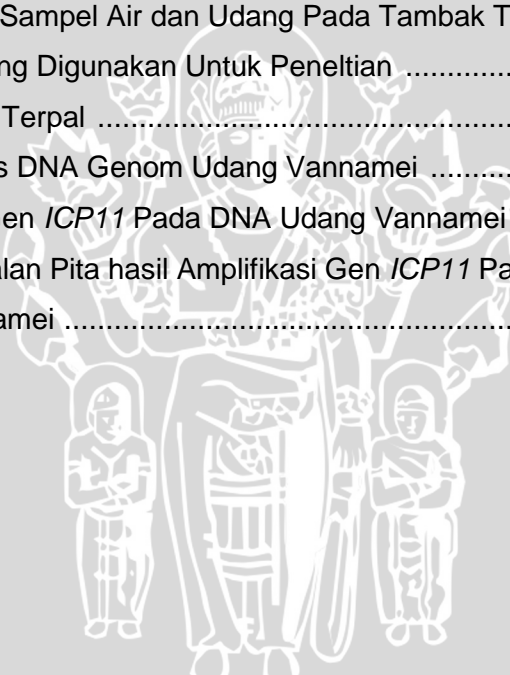 Sampel Air dan Udang Pada Tambak T
ng Digunakan Untuk Peneltian ................
Terpal ........................................................
s DNA Genom Udang Vannamei ............
en ICP11 Pada DNA Udang Vannamei
alan Pita hasil Amplifikasi Gen ICP11 Pa
amei ............................................................